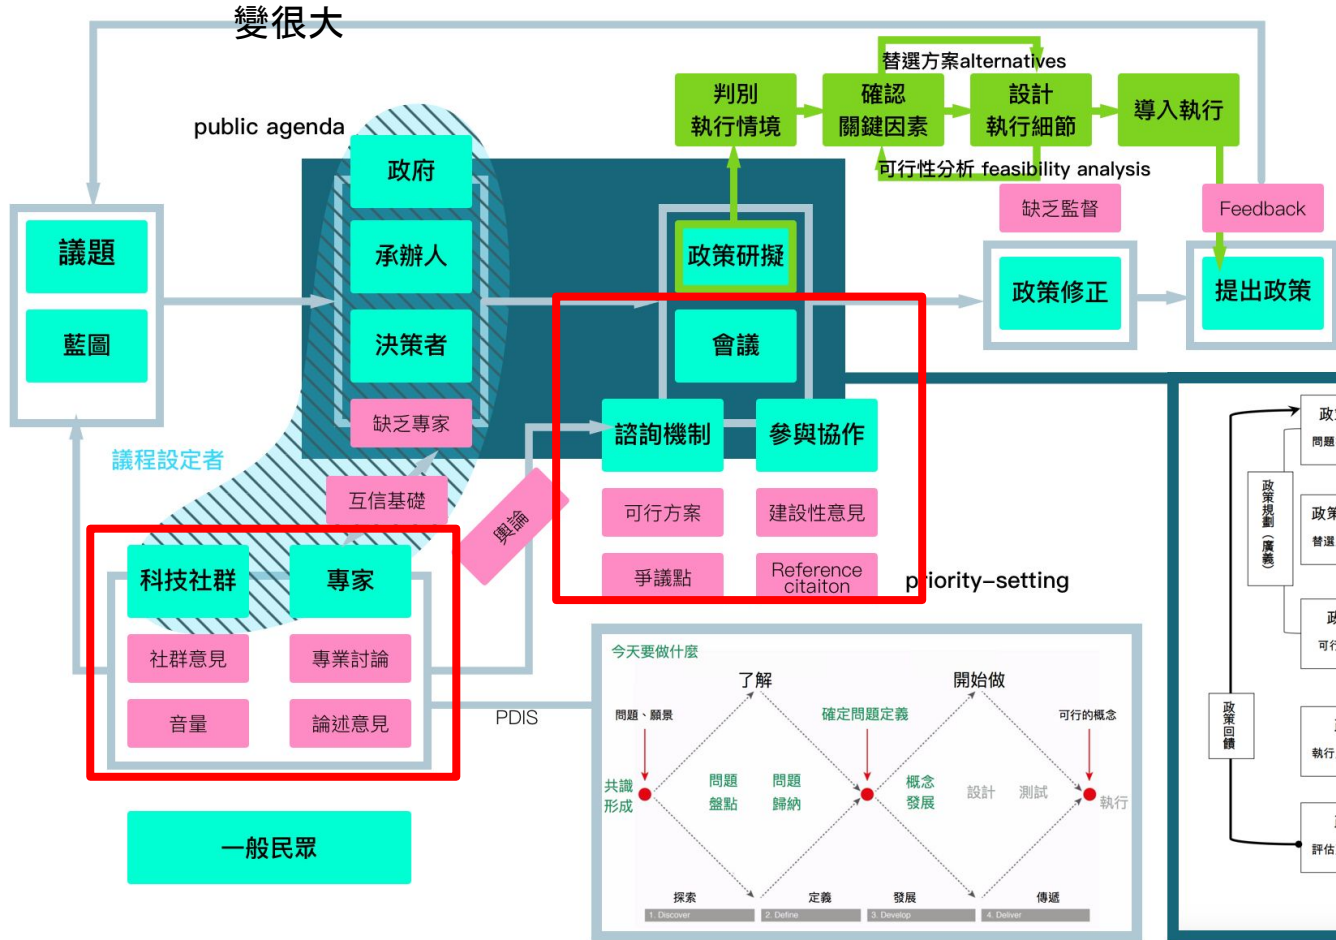 變很大
public agenda
替選方案alternatives
判別
執行情境
確認
關鍵因素
設計
執行細節
導入執行
可行性分析 feasibility analysis
缺乏監督
Feedback
議題
藍圖
政府
承辦人
決策者
缺乏專家
政策研擬
會議
政策修正
提出政策
議程設定者
互信基礎
輿論
諮詢機制
參與協作
可行方案
建設性意見
爭議點
Reference
citaiton
priority-setting
科技社群
專家
社群意見
專業討論
音量
論述意見
PDIS
一般民眾
今天要做什麼
了解
開始做
問題、願景
確定問題定義
可行的概念
共識
形成
問題
盤點
問題
歸納
概念
發展
設計
測試
執行
探索
定義
發展
傳遞
1. Discover
2. Define
3. Develop
4. Deliver
政
問題
政策規劃（廣義）
政策
替選
可行
政策回饋
執行
評估